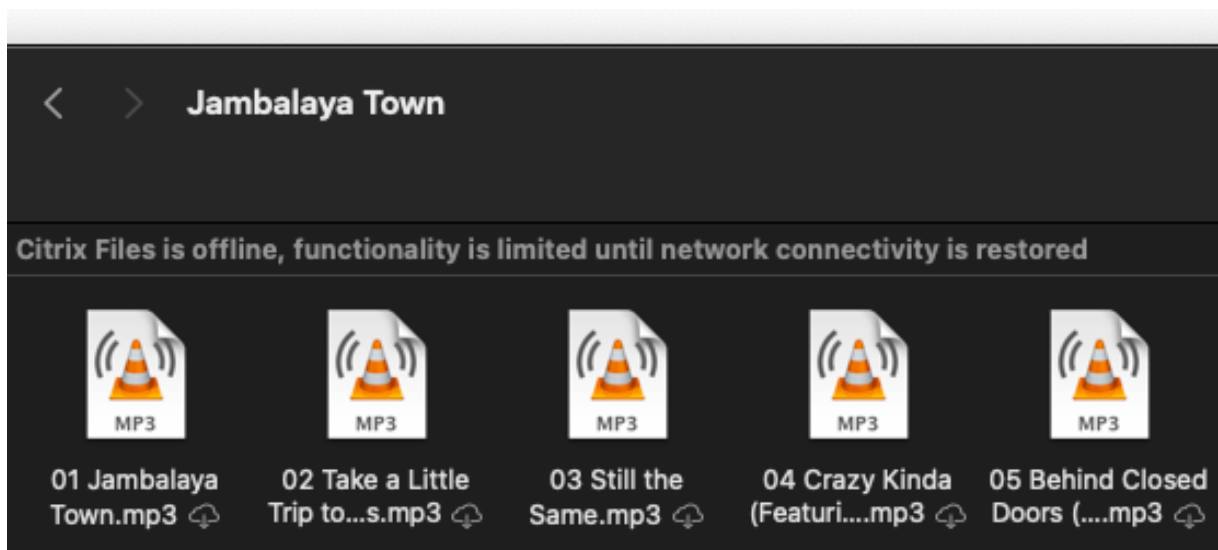 Jambalaya Town
Citrix Files is offline, functionality is limited until network connectivity is restored
MP3 MP3 MP3 MP3 MP3
01 Jambalaya 02 Take a Little 03 Still the 04 Crazy Kinda 05 Behind Closed
Town.mp3 Trip to...s.mp3 Same.mp3 (Featuri....mp3 Doors (....mp3